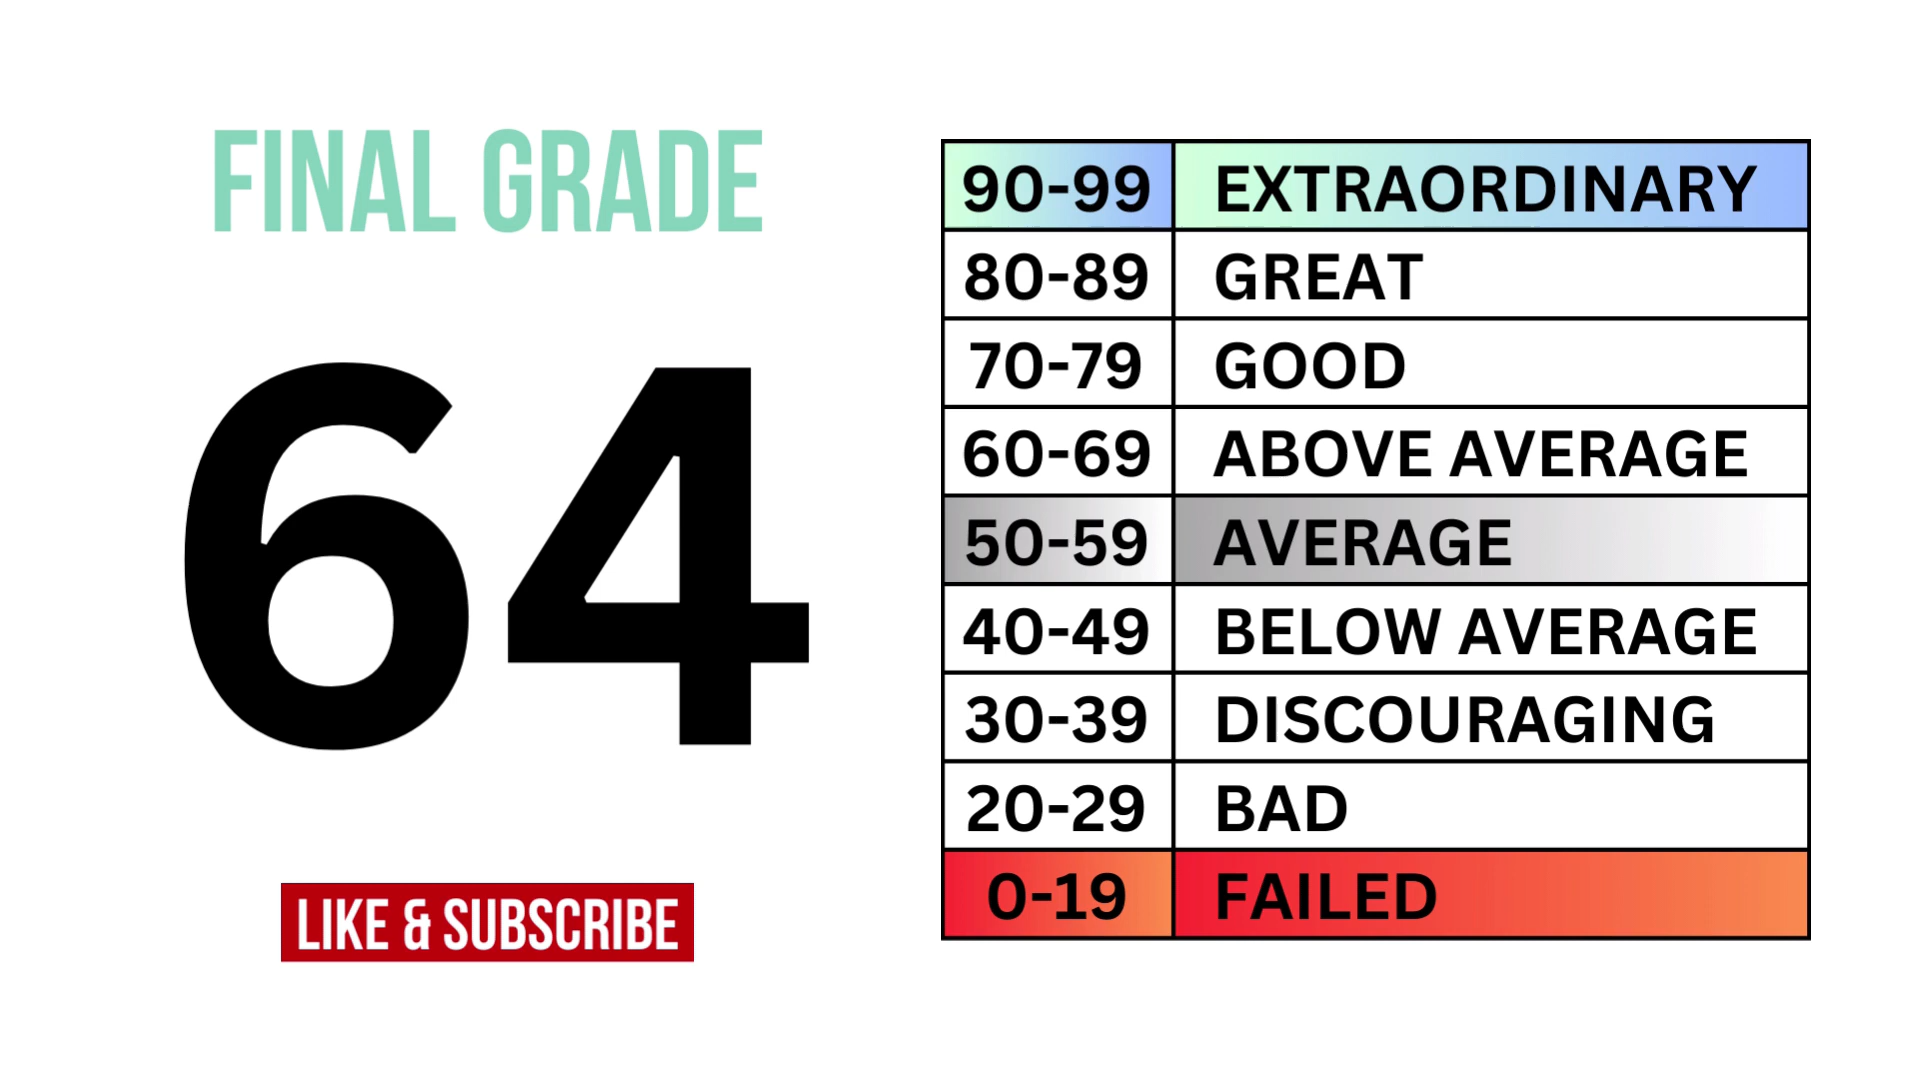 FINAL GRADE
64
LIKE & SUBSCRIBE
90-99 EXTRAORDINARY
80-89 GREAT
70-79 GOOD
60-69 ABOVE AVERAGE
50-59 AVERAGE
40-49 BELOW AVERAGE
30-39 DISCOURAGING
20-29 BAD
0-19 FAILED